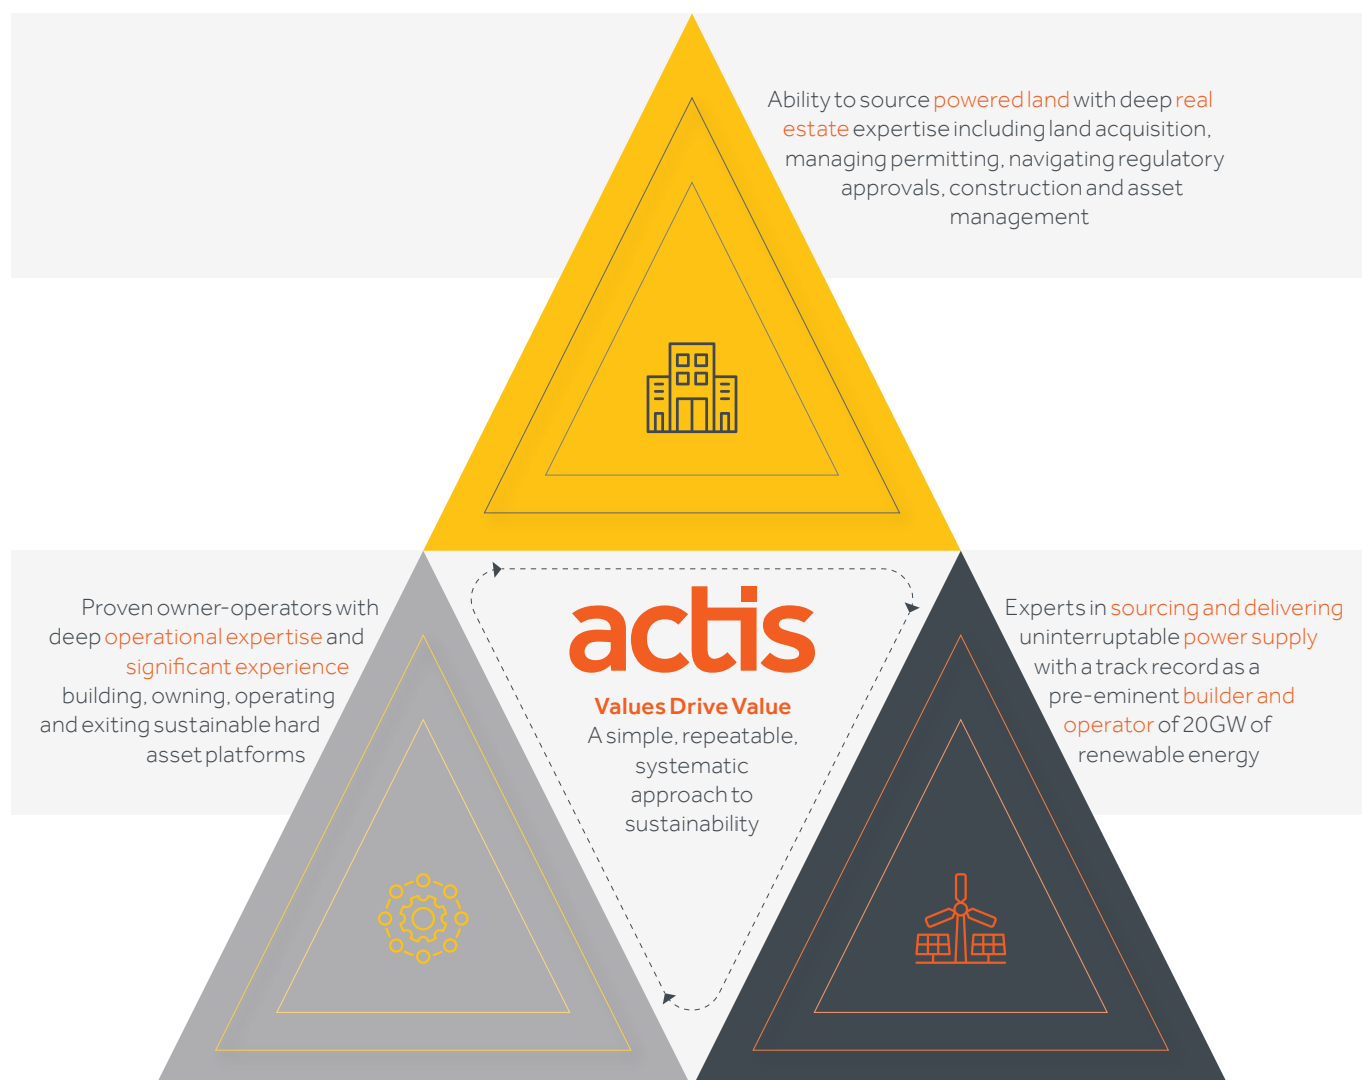 Ability to source powered land with deep real
estate expertise including land acquisition,
managing permitting, navigating regulatory
approvals, construction and asset
management
Proven owner-operators with
deep operational expertise and
significant experience
building, owning, operating
and exiting sustainable hard
asset platforms
actis
Values Drive Value
A simple, repeatable,
systematic
approach to
sustainability
Experts in sourcing and delivering
uninterruptable power supply
with a track record as a
pre-eminent builder and
operator of 20GW of
renewable energy